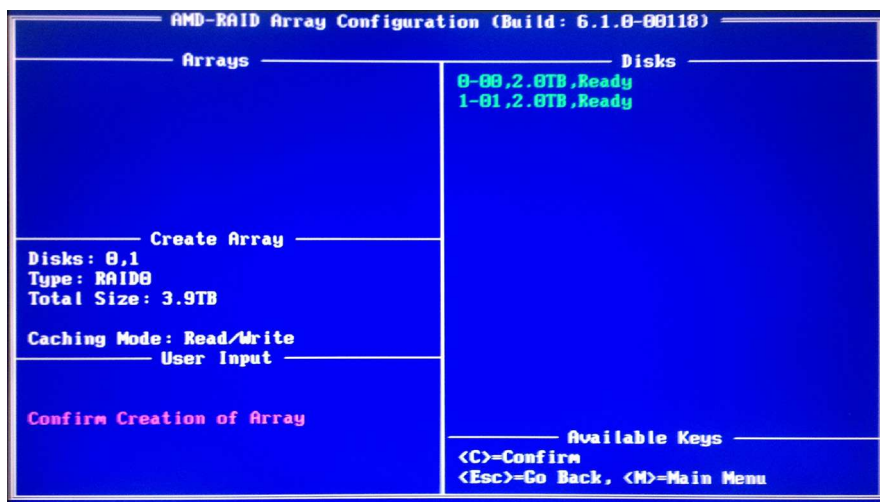 AMD-RAID Array Configuration (Build: 6.1.0-00118)
Arrays
Disks
0-00,2.0TB,Ready
1-01,2.0TB,Ready
Create Array
Disks: 0,1
Type: RAID0
Total Size: 3.9TB
Caching Mode: Read/Write
User Input
Confirm Creation of Array
Available Keys
<C>=Confirm
<Esc>=Go Back, <M>=Main Menu